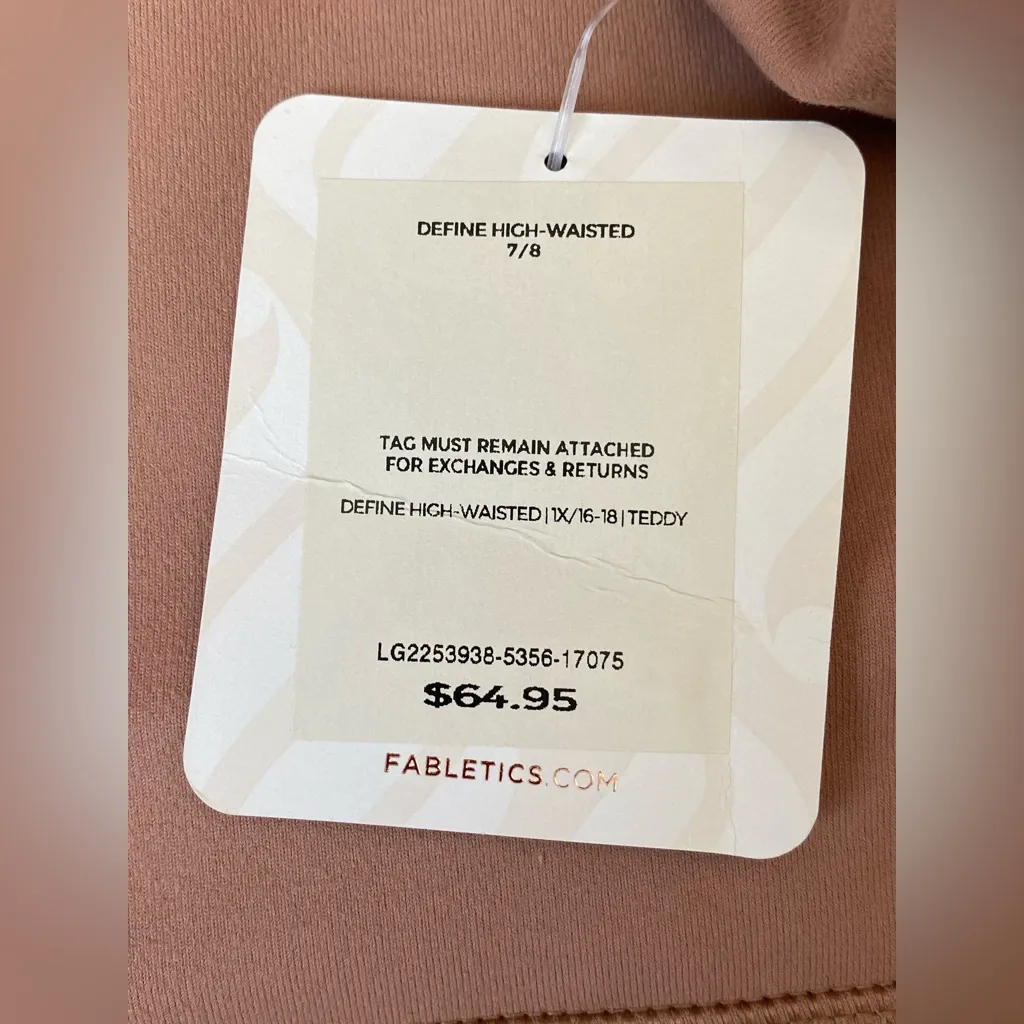 DEFINE HIGH-WAISTED
7/8
TAG MUST REMAIN ATTACHED
FOR EXCHANGES & RETURNS
DEFINE HIGH-WAISTED | 1X/16-18 | TEDDY
LG2253938-5356-17075
$64.95
FABLETICS.COM